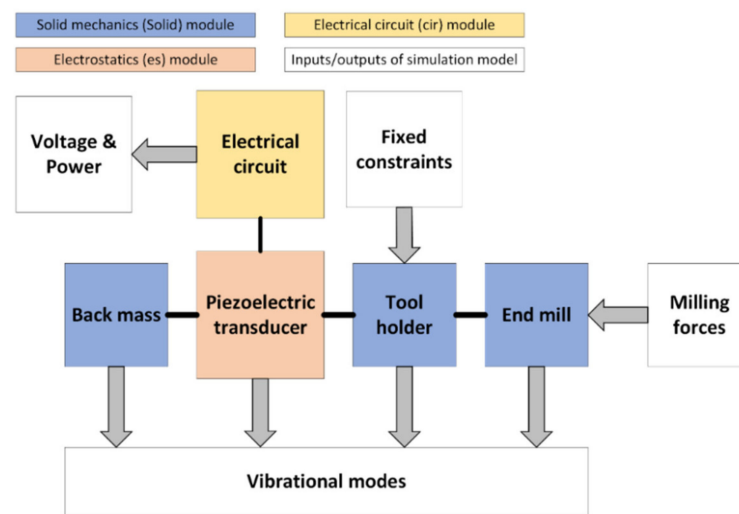 Solid mechanics (Solid) module
Electrical circuit (cir) module
Electrostatics (es) module
Inputs/outputs of simulation model
Voltage &
Power
Electrical
circuit
Fixed
constraints
Back mass
Piezoelectric
transducer
Tool
holder
End mill
Milling
forces
Vibrational modes